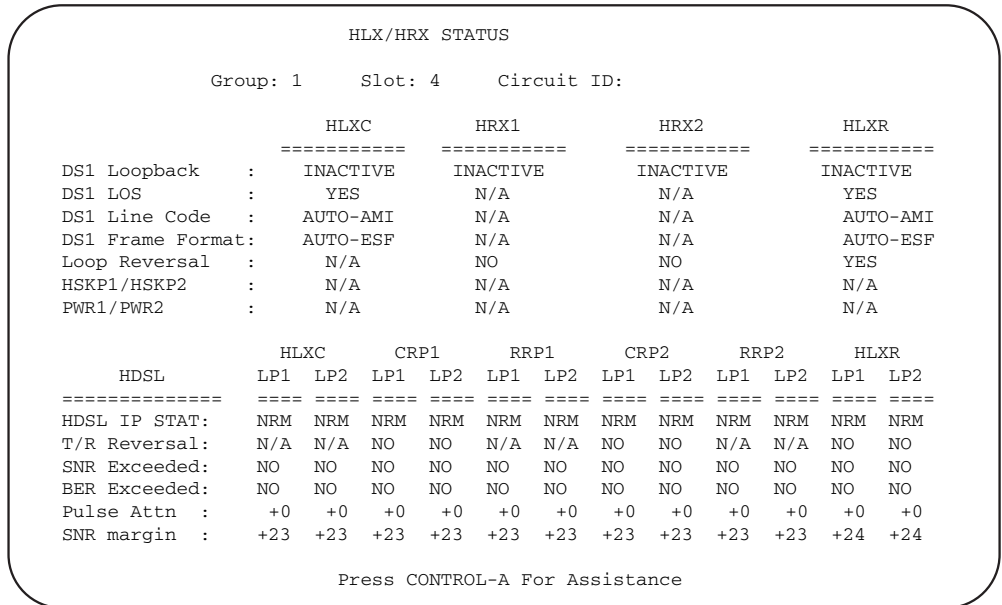 HLX/HRX STATUS
Group: 1 Slot: 4 Circuit ID:
HLXC HRX1 HRX2 HLXR
=========== =========== =========== ===========
DS1 Loopback : INACTIVE INACTIVE INACTIVE INACTIVE
DS1 LOS : YES N/A N/A YES
DS1 Line Code : AUTO-AMI N/A N/A AUTO-AMI
DS1 Frame Format: AUTO-ESF N/A N/A AUTO-ESF
Loop Reversal : N/A NO NO YES
HSKP1/HSKP2 : N/A N/A N/A N/A
PWR1/PWR2 : N/A N/A N/A N/A
HLXC CRP1 RRP1 CRP2 RRP2 HLXR
HDSL LP1 LP2 LP1 LP2 LP1 LP2 LP1 LP2 LP1 LP2 LP1 LP2
============== ==== ==== ==== ==== ==== ==== ==== ==== ==== ==== ==== ====
HDSL IP STAT: NRM NRM NRM NRM NRM NRM NRM NRM NRM NRM NRM NRM
T/R Reversal: N/A N/A NO NO N/A N/A NO NO N/A N/A NO NO
SNR Exceeded: NO NO NO NO NO NO NO NO NO NO NO NO
BER Exceeded: NO NO NO NO NO NO NO NO NO NO NO NO
Pulse Attn : +0 +0 +0 +0 +0 +0 +0 +0 +0 +0 +0 +0
SNR margin : +23 +23 +23 +23 +23 +23 +23 +23 +23 +23 +24 +24
Press CONTROL-A For Assistance